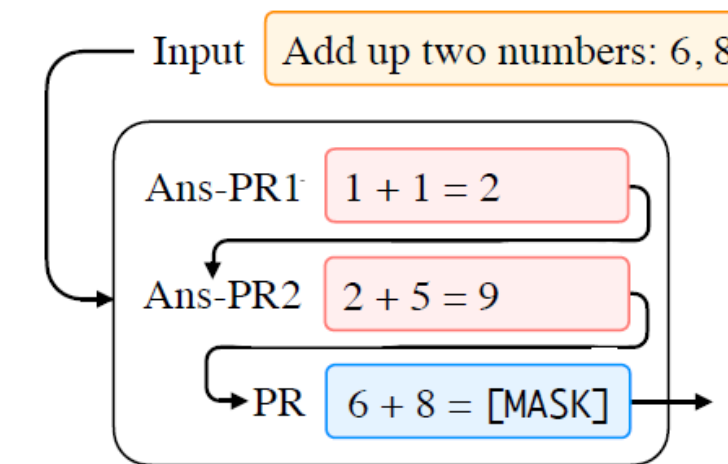 Input Add up two numbers: 6, 8
Ans-PR1 1 + 1 = 2
Ans-PR2 2 + 5 = 9
PR 6 + 8 = [MASK]